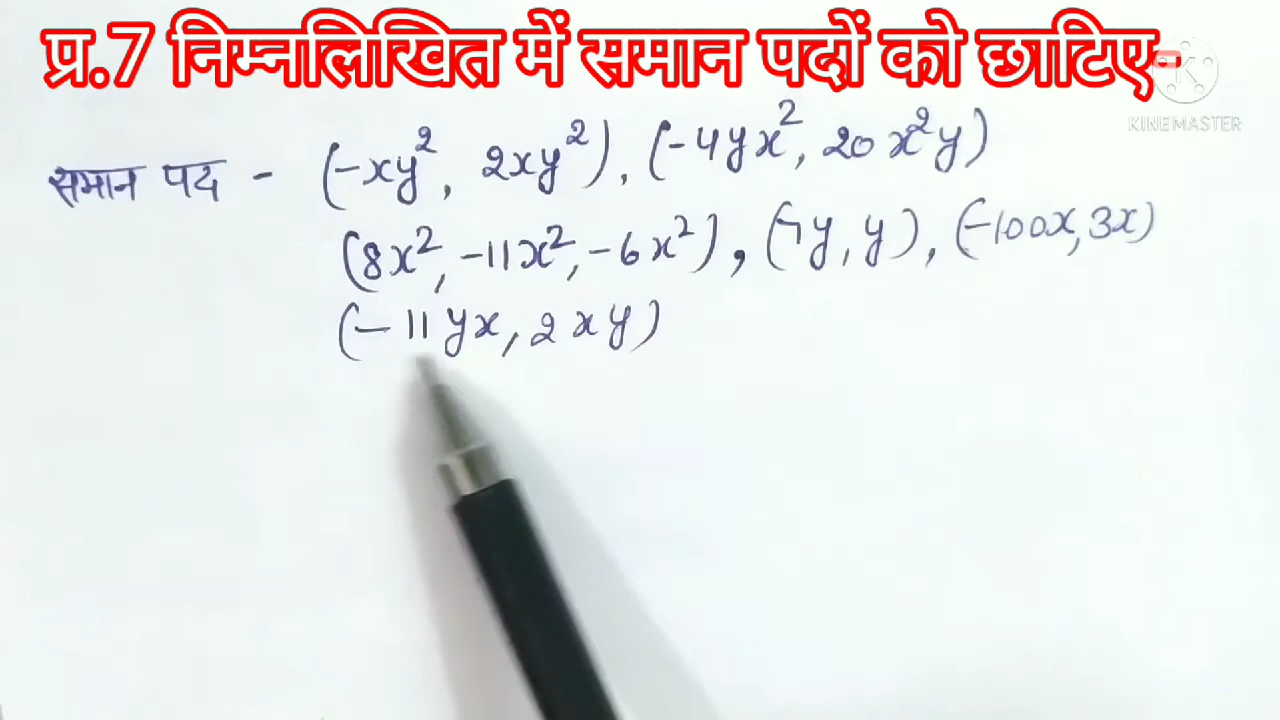 प्र.7 निम्नलिखित में समान पदों को छाटिए-
KINEMASTER
समान पद - (-xy², 2xy²), (-4yx², 20x²y)
(8x², -11x², -6x²), (7y, y), (-100x, 3x)
(-11yx, 2xy)